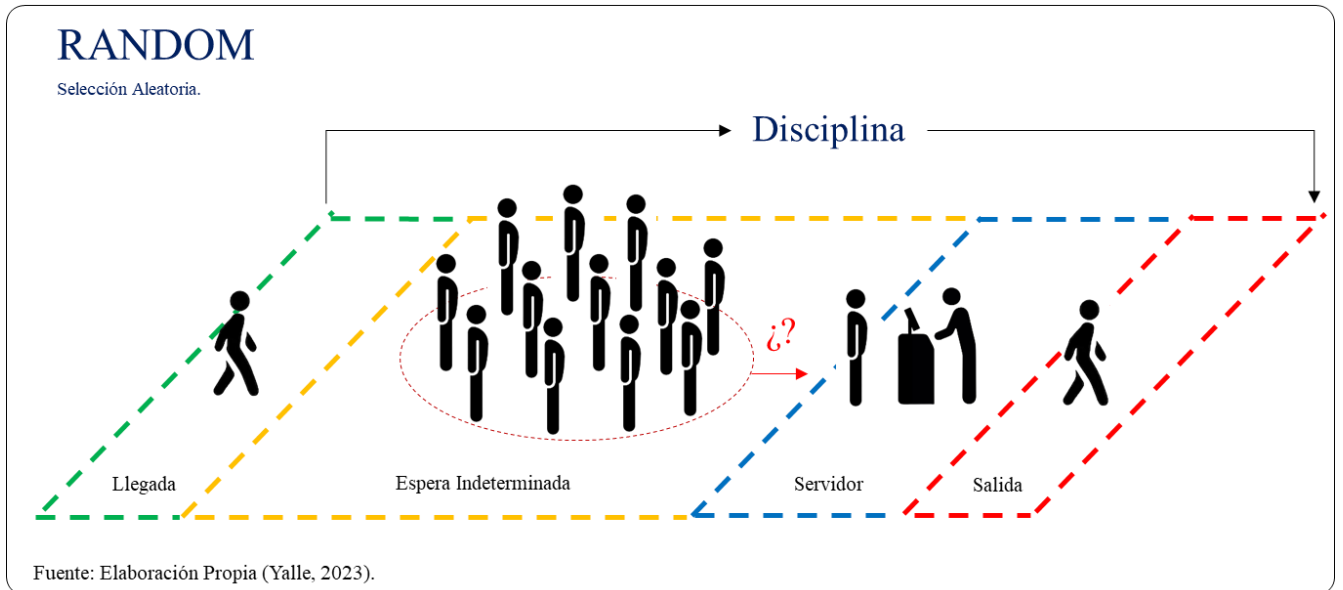 RANDOM
Selección Aleatoria.
Disciplina
¿?
Llegada
Espera Indeterminada
Servidor
Salida
Fuente: Elaboración Propia (Yalle, 2023).